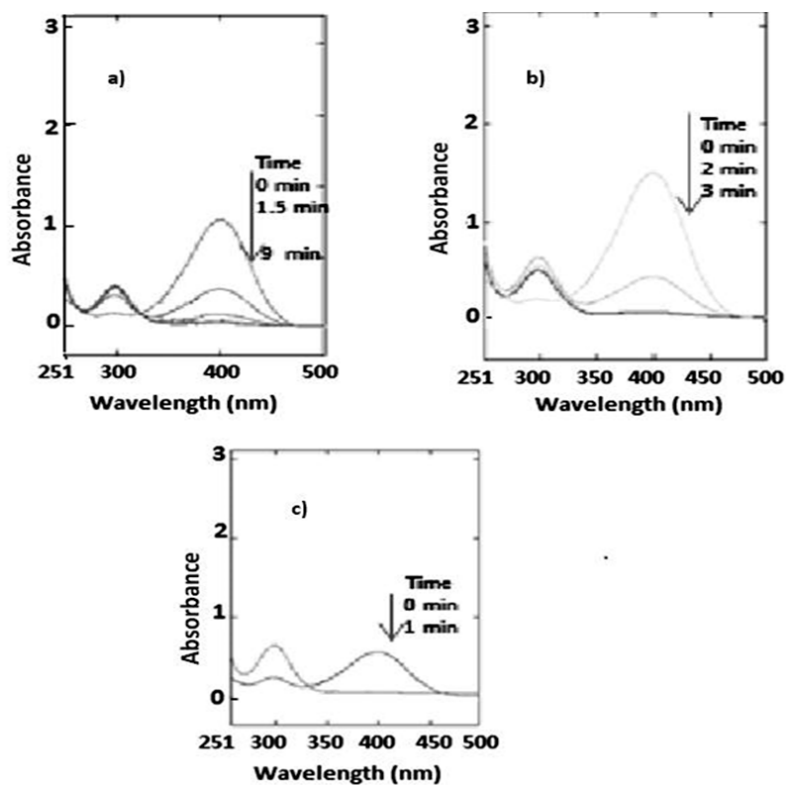 a)
3
2
1
0
Absorbance
Time
0 min
1.5 min
9 min
251 300 400 500
Wavelength (nm)
b)
3
2
1
0
Absorbance
Time
0 min
2 min
3 min
251 300 350 400 450 500
Wavelength (nm)
c)
3
2
1
0
Absorbance
Time
0 min
1 min
251 300 350 400 450 500
Wavelength (nm)